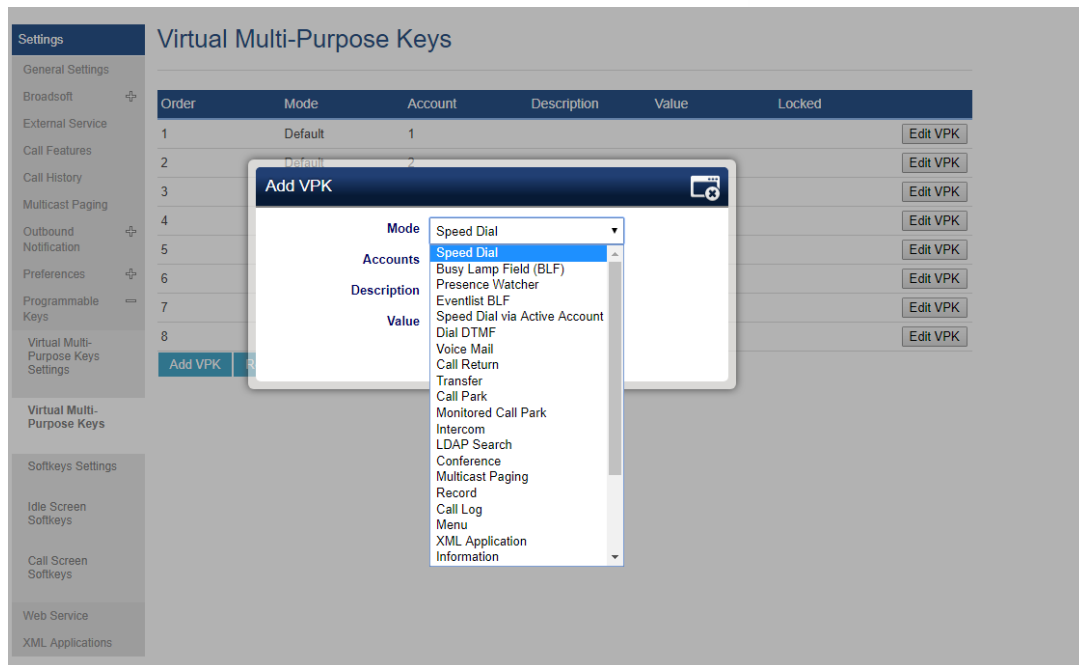 Settings
General Settings
Broadsoft
External Service
Call Features
Call History
Multicast Paging
Outbound
Notification
Preferences
Programmable
Keys
Virtual Multi-
Purpose Keys
Settings
Virtual Multi-
Purpose Keys
Softkeys Settings
Idle Screen
Softkeys
Call Screen
Softkeys
Web Service
XML Applications
Virtual Multi-Purpose Keys
Order Mode Account Description Value Locked
1 Default 1 Edit VPK
2 Default 2 Edit VPK
3 Edit VPK
4 Edit VPK
5 Edit VPK
6 Edit VPK
7 Edit VPK
8 Edit VPK
Add VPK
Add VPK
Mode Speed Dial
Accounts
Description
Value
Speed Dial
Busy Lamp Field (BLF)
Presence Watcher
Eventlist BLF
Speed Dial via Active Account
Dial DTMF
Voice Mail
Call Return
Transfer
Call Park
Monitored Call Park
Intercom
LDAP Search
Conference
Multicast Paging
Record
Call Log
Menu
XML Application
Information